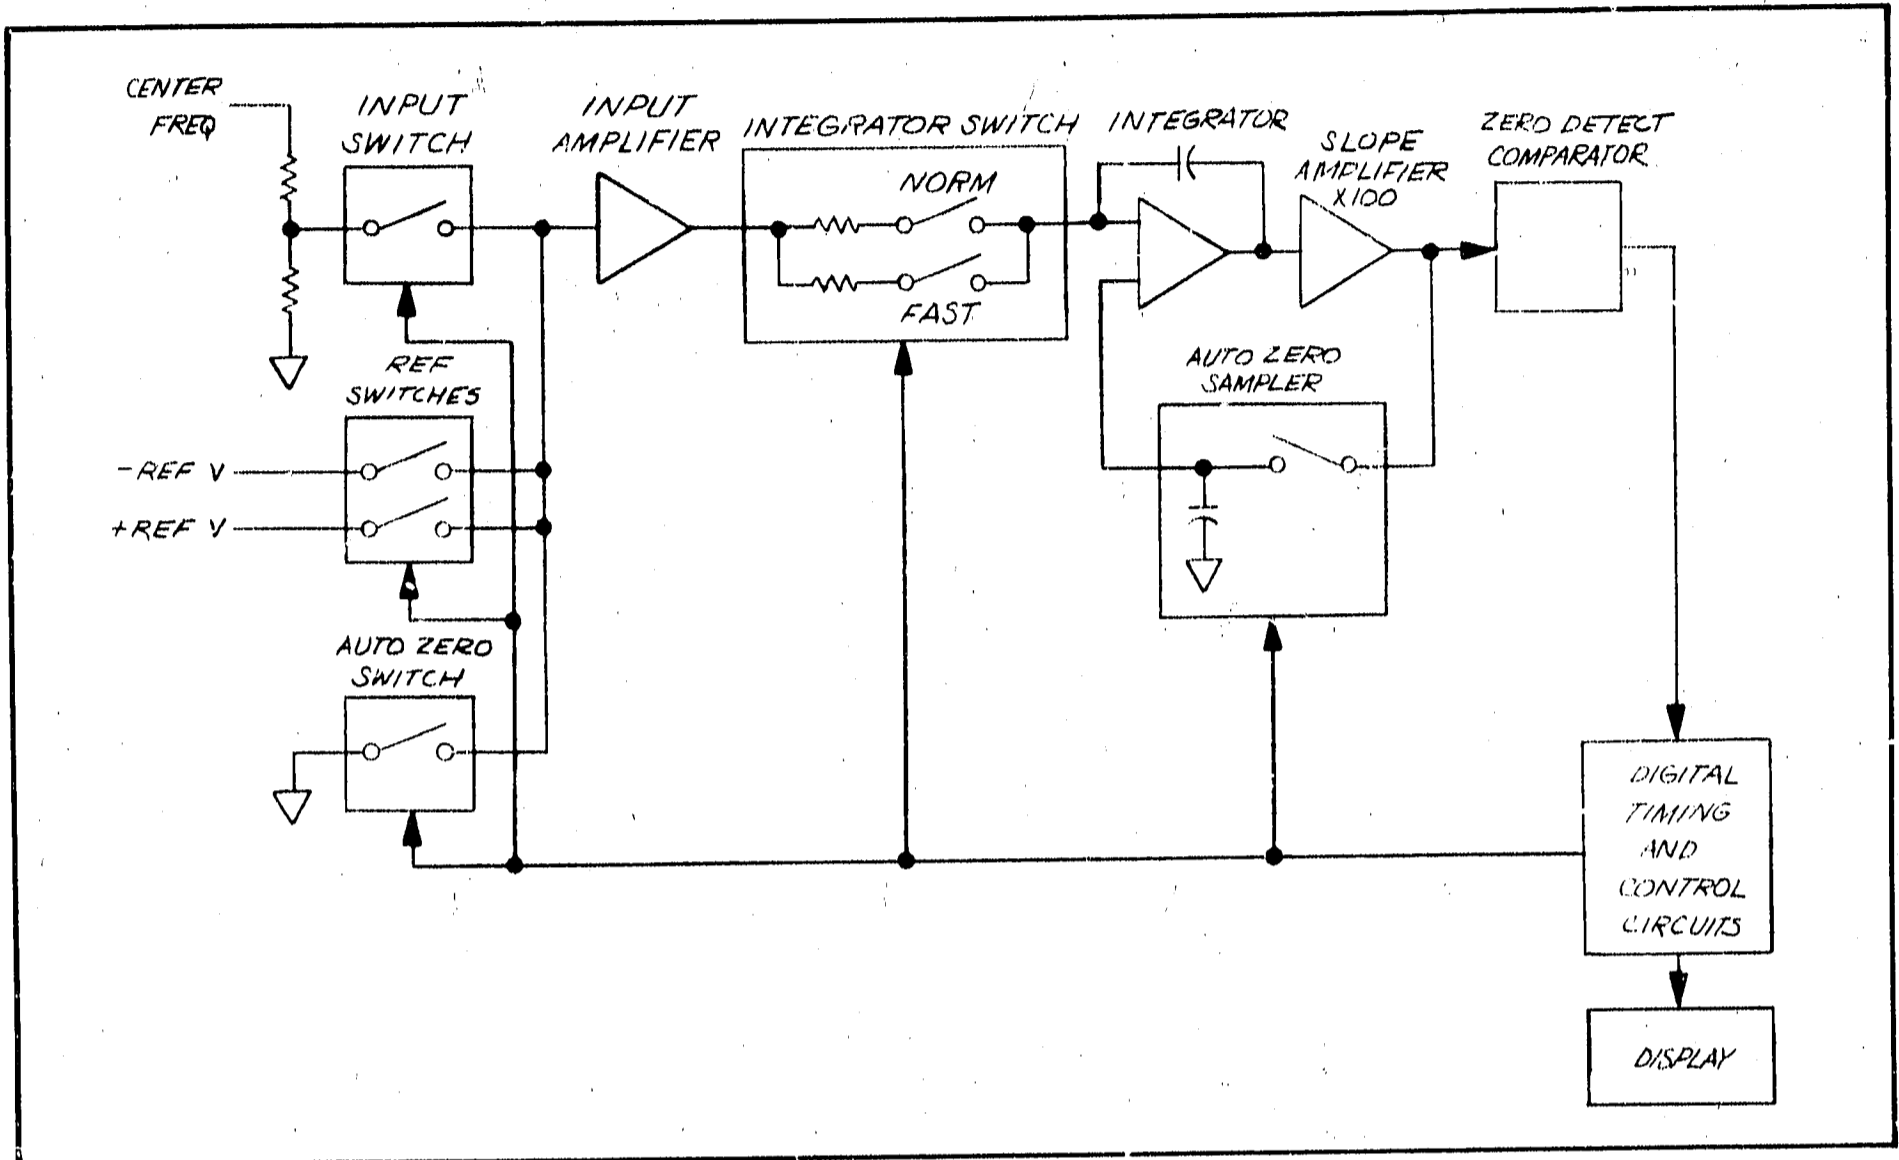 CENTER
FREQ
INPUT
SWITCH
INPUT
AMPLIFIER
INTEGRATOR SWITCH
NORM
FAST
INTEGRATOR
SLOPE
AMPLIFIER
X100
ZERO DETECT
COMPARATOR
REF
SWITCHES
-REF V
+REF V
AUTO ZERO
SAMPLER
AUTO ZERO
SWITCH
DIGITAL
TIMING
AND
CONTROL
CIRCUITS
DISPLAY